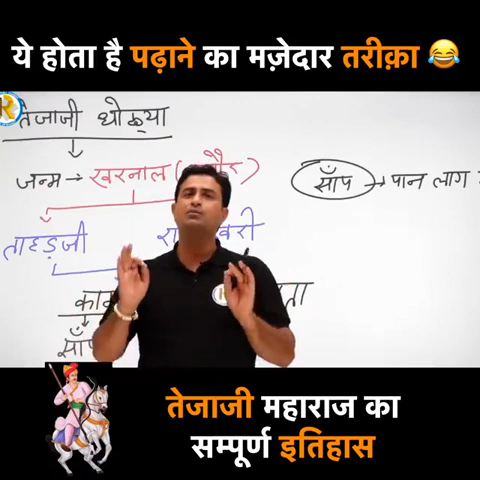 ये होता है पढ़ाने का मज़ेदार तरीक़ा 😂
तेजाजी धोळ्या
जन्म → खरनाल (
साँप → पान लाग
ताहड़जी
साँप
तेजाजी महाराज का
सम्पूर्ण इतिहास